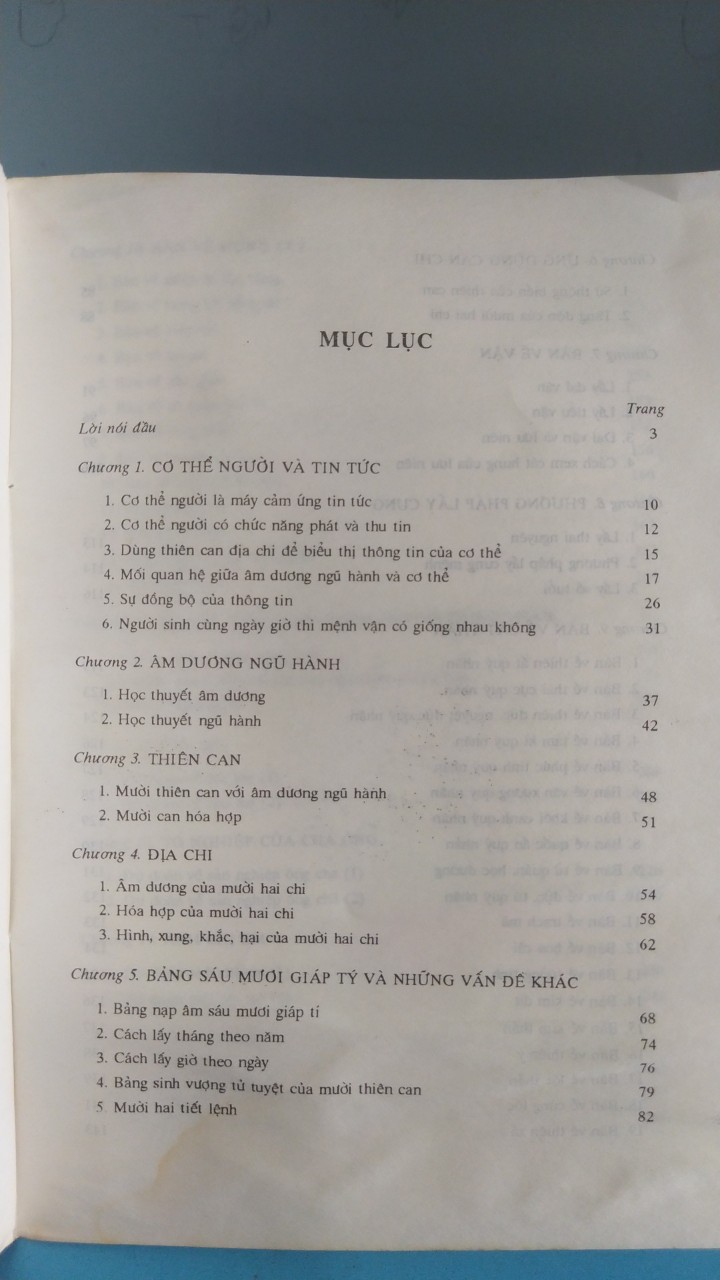 MỤC LỤC
Trang
Lời nói đầu 3
Chương 1. CƠ THỂ NGƯỜI VÀ TIN TỨC
1. Cơ thể người là máy cảm ứng tin tức 10
2. Cơ thể người có chức năng phát và thu tin 12
3. Dùng thiên can địa chi để biểu thị thông tin của cơ thể 15
4. Mối quan hệ giữa âm dương ngũ hành và cơ thể 17
5. Sự đồng bộ của thông tin 26
6. Người sinh cùng ngày giờ thì mệnh vận có giống nhau không 31
Chương 2. ÂM DƯƠNG NGŨ HÀNH
1. Học thuyết âm dương 37
2. Học thuyết ngũ hành 42
Chương 3. THIÊN CAN
1. Mười thiên can với âm dương ngũ hành 48
2. Mười can hóa hợp 51
Chương 4. ĐỊA CHI
1. Âm dương của mười hai chi 54
2. Hóa hợp của mười hai chi 58
3. Hình, xung, khắc, hại của mười hai chi 62
Chương 5. BẢNG SÁU MƯƠI GIÁP TÝ VÀ NHỮNG VẤN ĐỀ KHÁC
1. Bảng nạp âm sáu mươi giáp tí 68
2. Cách lấy tháng theo năm 74
3. Cách lấy giờ theo ngày 76
4. Bảng sinh vượng tử tuyệt của mười thiên can 79
5. Mười hai tiết lệnh 82